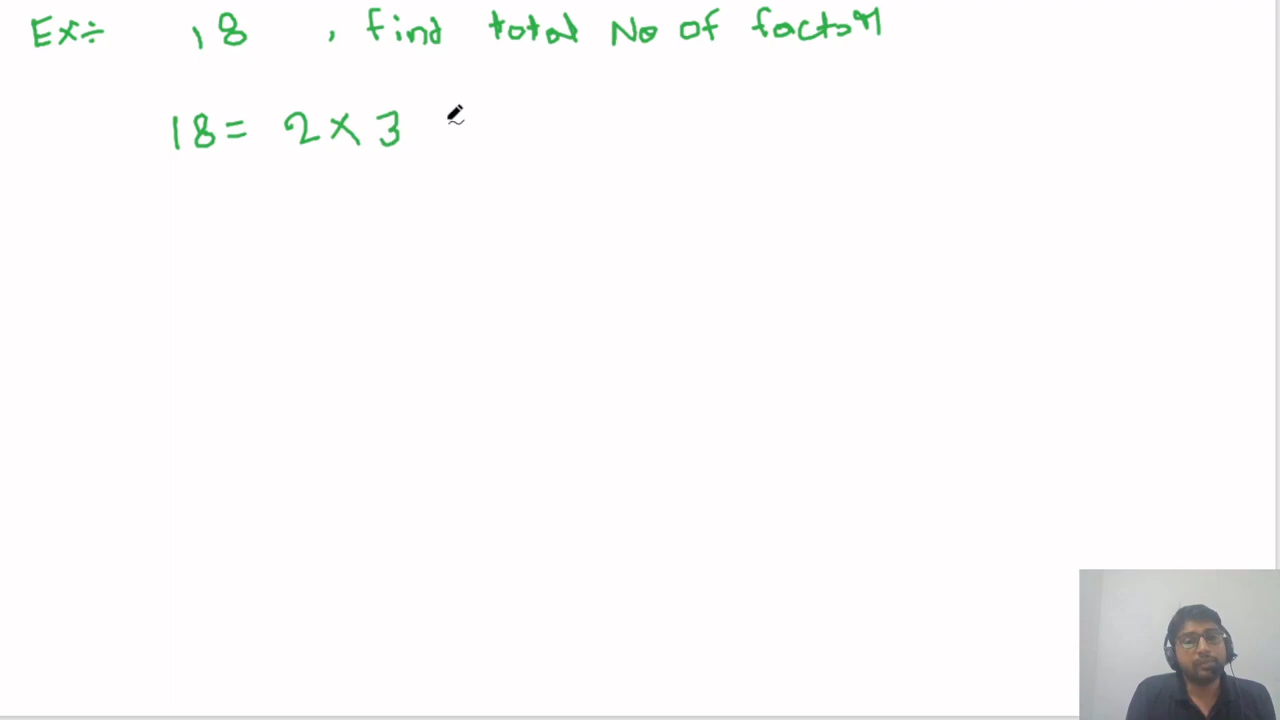 Ex÷ 18 , find total No of factor
18 = 2 × 3